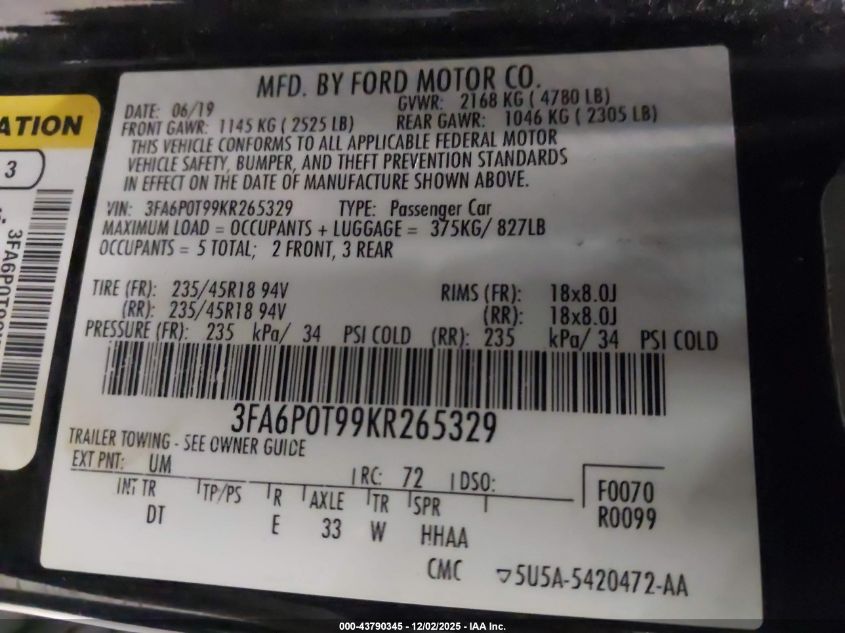 MFD. BY FORD MOTOR CO.
DATE: 06/19 GVWR: 2168 KG ( 4780 LB)
FRONT GAWR: 1145 KG ( 2525 LB) REAR GAWR: 1046 KG ( 2305 LB)
THIS VEHICLE CONFORMS TO ALL APPLICABLE FEDERAL MOTOR
VEHICLE SAFETY, BUMPER, AND THEFT PREVENTION STANDARDS
IN EFFECT ON THE DATE OF MANUFACTURE SHOWN ABOVE.
VIN: 3FA6P0T99KR265329 TYPE: Passenger Car
MAXIMUM LOAD = OCCUPANTS + LUGGAGE = 375KG/ 827LB
OCCUPANTS = 5 TOTAL; 2 FRONT, 3 REAR
TIRE (FR): 235/45R18 94V RIMS (FR): 18x8.0J
(RR): 235/45R18 94V (RR): 18x8.0J
PRESSURE (FR): 235 kPa/ 34 PSI COLD (RR): 235 kPa/ 34 PSI COLD
3FA6P0T99KR265329
TRAILER TOWING - SEE OWNER GUIDE
EXT PNT: UM RC: 72 DSO:
INT TR TP/PS R AXLE TR SPR
DT E 33 W HHAA
F0070
R0099
CMC ▽5U5A-5420472-AA
ATION
3
000-43790345 | 12/02/2025 - IAA Inc.